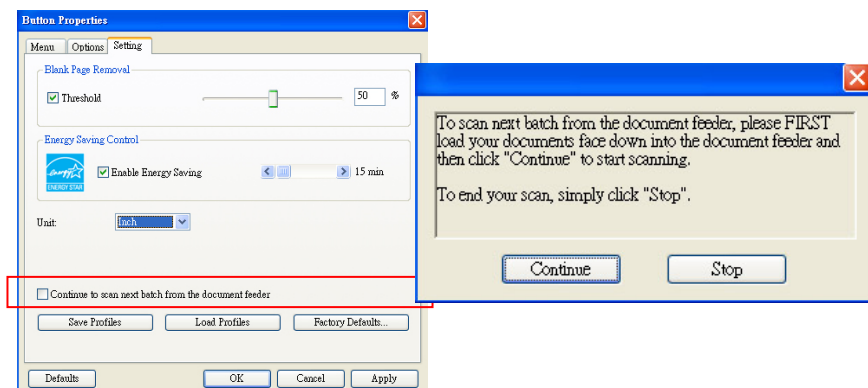 Button Properties
Menu Options Setting
Blank Page Removal
Threshold 50 %
Energy Saving Control
ENERGY STAR
Enable Energy Saving 15 min
Unit: Inch
Continue to scan next batch from the document feeder
Save Profiles Load Profiles Factory Defaults...
Defaults OK Cancel Apply
To scan next batch from the document feeder, please FIRST
load your documents face down into the document feeder and
then click "Continue" to start scanning.
To end your scan, simply click "Stop".
Continue Stop